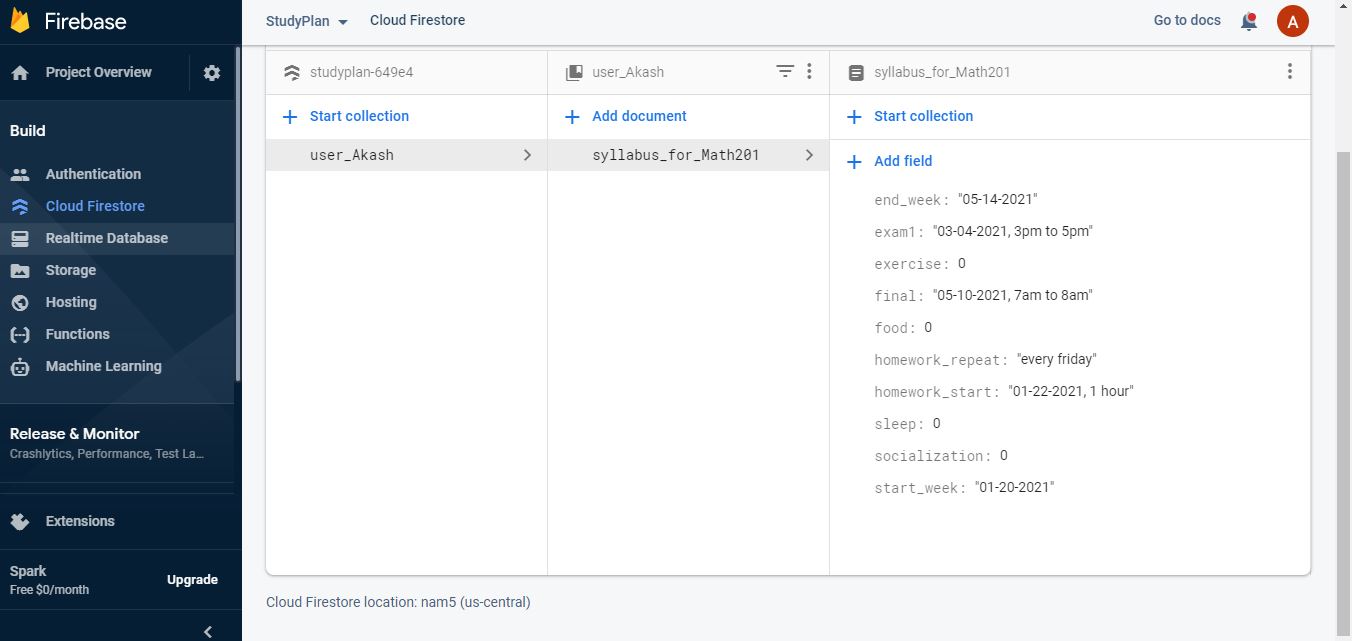 Firebase
Project Overview
Build
Authentication
Cloud Firestore
Realtime Database
Storage
Hosting
Functions
Machine Learning
Release & Monitor
Crashlytics, Performance, Test La...
Extensions
Spark
Free $0/month
Upgrade
StudyPlan
Cloud Firestore
Go to docs
A
studyplan-649e4
Start collection
user_Akash
user_Akash
Add document
syllabus_for_Math201
syllabus_for_Math201
Start collection
Add field
end_week: "05-14-2021"
exam1: "03-04-2021, 3pm to 5pm"
exercise: 0
final: "05-10-2021, 7am to 8am"
food: 0
homework_repeat: "every friday"
homework_start: "01-22-2021, 1 hour"
sleep: 0
socialization: 0
start_week: "01-20-2021"
Cloud Firestore location: nam5 (us-central)